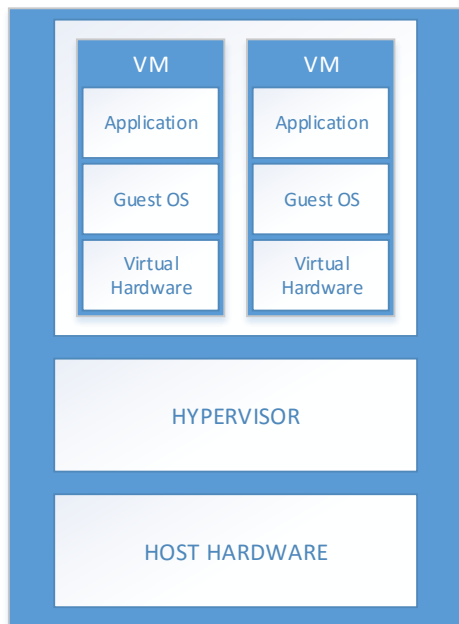 VM
Application
Guest OS
Virtual
Hardware
VM
Application
Guest OS
Virtual
Hardware
HYPERVISOR
HOST HARDWARE